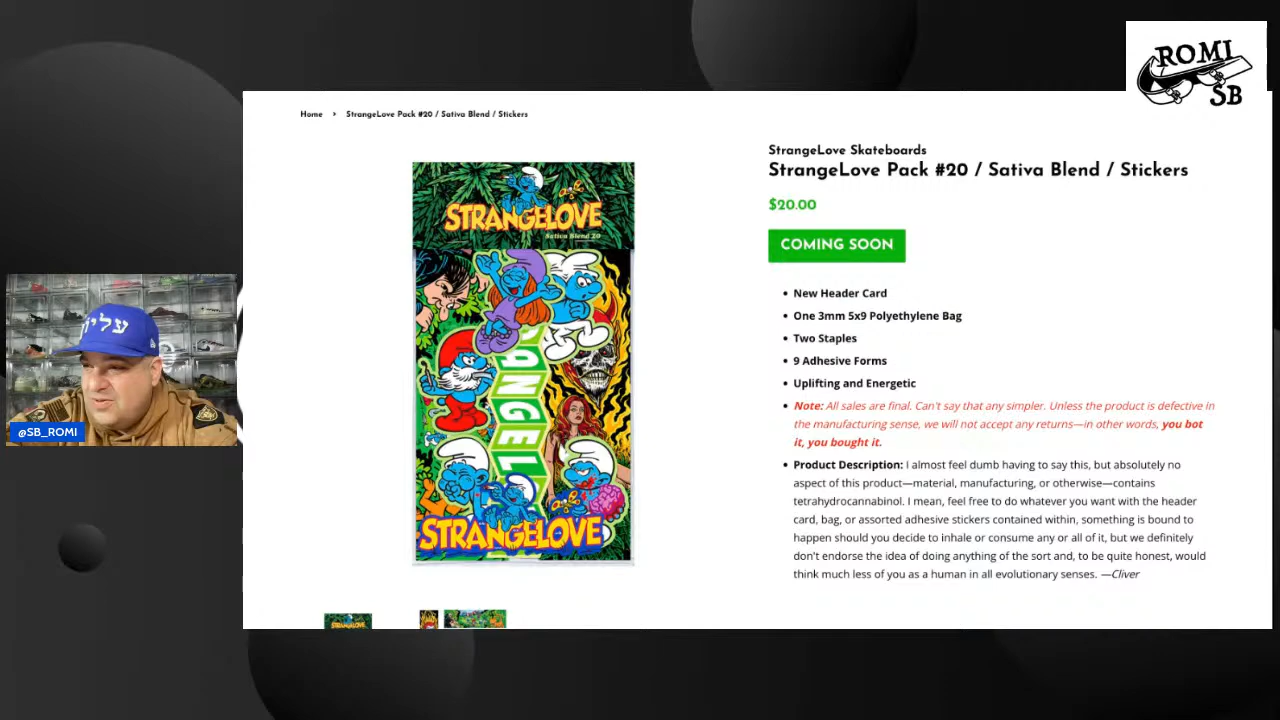 ROMI
SB
Home › StrangeLove Pack #20 / Sativa Blend / Stickers
StrangeLove Skateboards
StrangeLove Pack #20 / Sativa Blend / Stickers
$20.00
COMING SOON
• New Header Card
• One 3mm 5x9 Polyethylene Bag
• Two Staples
• 9 Adhesive Forms
• Uplifting and Energetic
• Note: All sales are final. Can't say that any simpler. Unless the product is defective in
the manufacturing sense, we will not accept any returns—in other words, you bot
it, you bought it.
• Product Description: I almost feel dumb having to say this, but absolutely no
aspect of this product—material, manufacturing, or otherwise—contains
tetrahydrocannabinol. I mean, feel free to do whatever you want with the header
card, bag, or assorted adhesive stickers contained within, something is bound to
happen should you decide to inhale or consume any or all of it, but we definitely
don't endorse the idea of doing anything of the sort and, to be quite honest, would
think much less of you as a human in all evolutionary senses. —Cliver
STRANGELOVE
Sativa Blend 20
ANGEL
STRANGELOVE
STRANGELOVE
@SB_ROMI